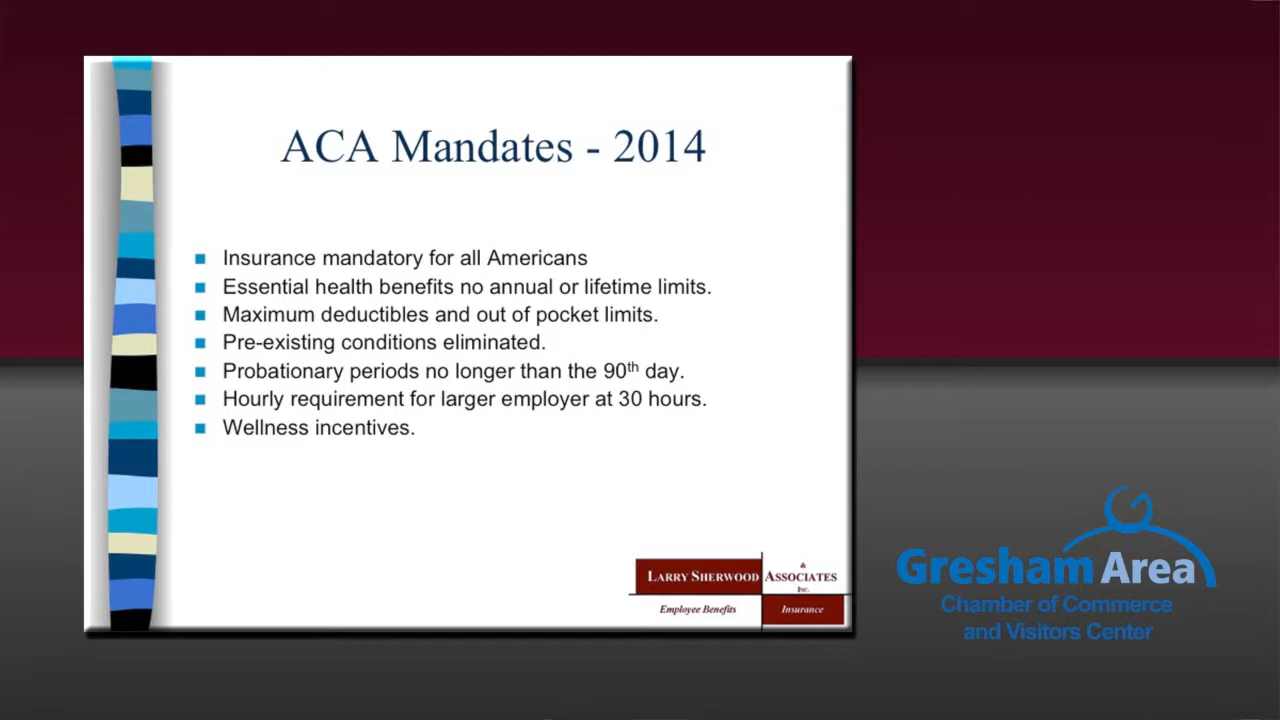 ACA Mandates - 2014
Insurance mandatory for all Americans
Essential health benefits no annual or lifetime limits.
Maximum deductibles and out of pocket limits.
Pre-existing conditions eliminated.
Probationary periods no longer than the 90th day.
Hourly requirement for larger employer at 30 hours.
Wellness incentives.
LARRY SHERWOOD & ASSOCIATES INC.
Employee Benefits Insurance
Gresham Area
Chamber of Commerce
and Visitors Center